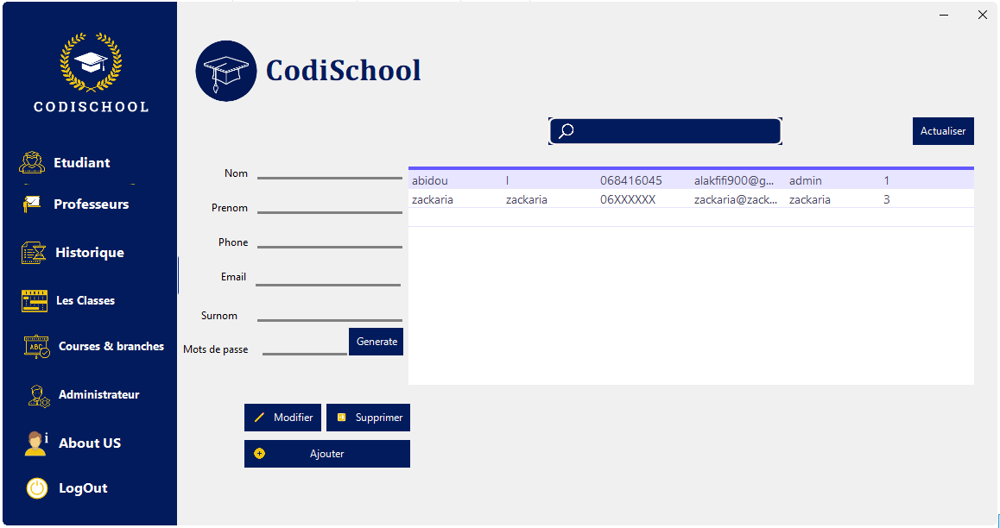 CODISCHOOL
Etudiant
Professeurs
Historique
Les Classes
ABC
Courses & branches
Administrateur
i
About US
LogOut
CodiSchool
Actualiser
Nom
Prenom
Phone
Email
Surnom
Mots de passe
Generate
abidou l 068416045 alakfifi900@g... admin 1
zackaria zackaria 06XXXXXX zackaria@zack... zackaria 3
Modifier
Supprimer
Ajouter